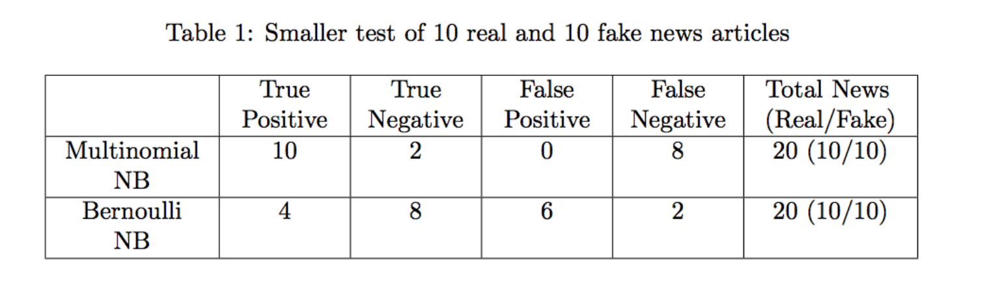 Table 1: Smaller test of 10 real and 10 fake news articles
True True False False Total News
Positive Negative Positive Negative (Real/Fake)
Multinomial 10 2 0 8 20 (10/10)
NB
Bernoulli 4 8 6 2 20 (10/10)
NB